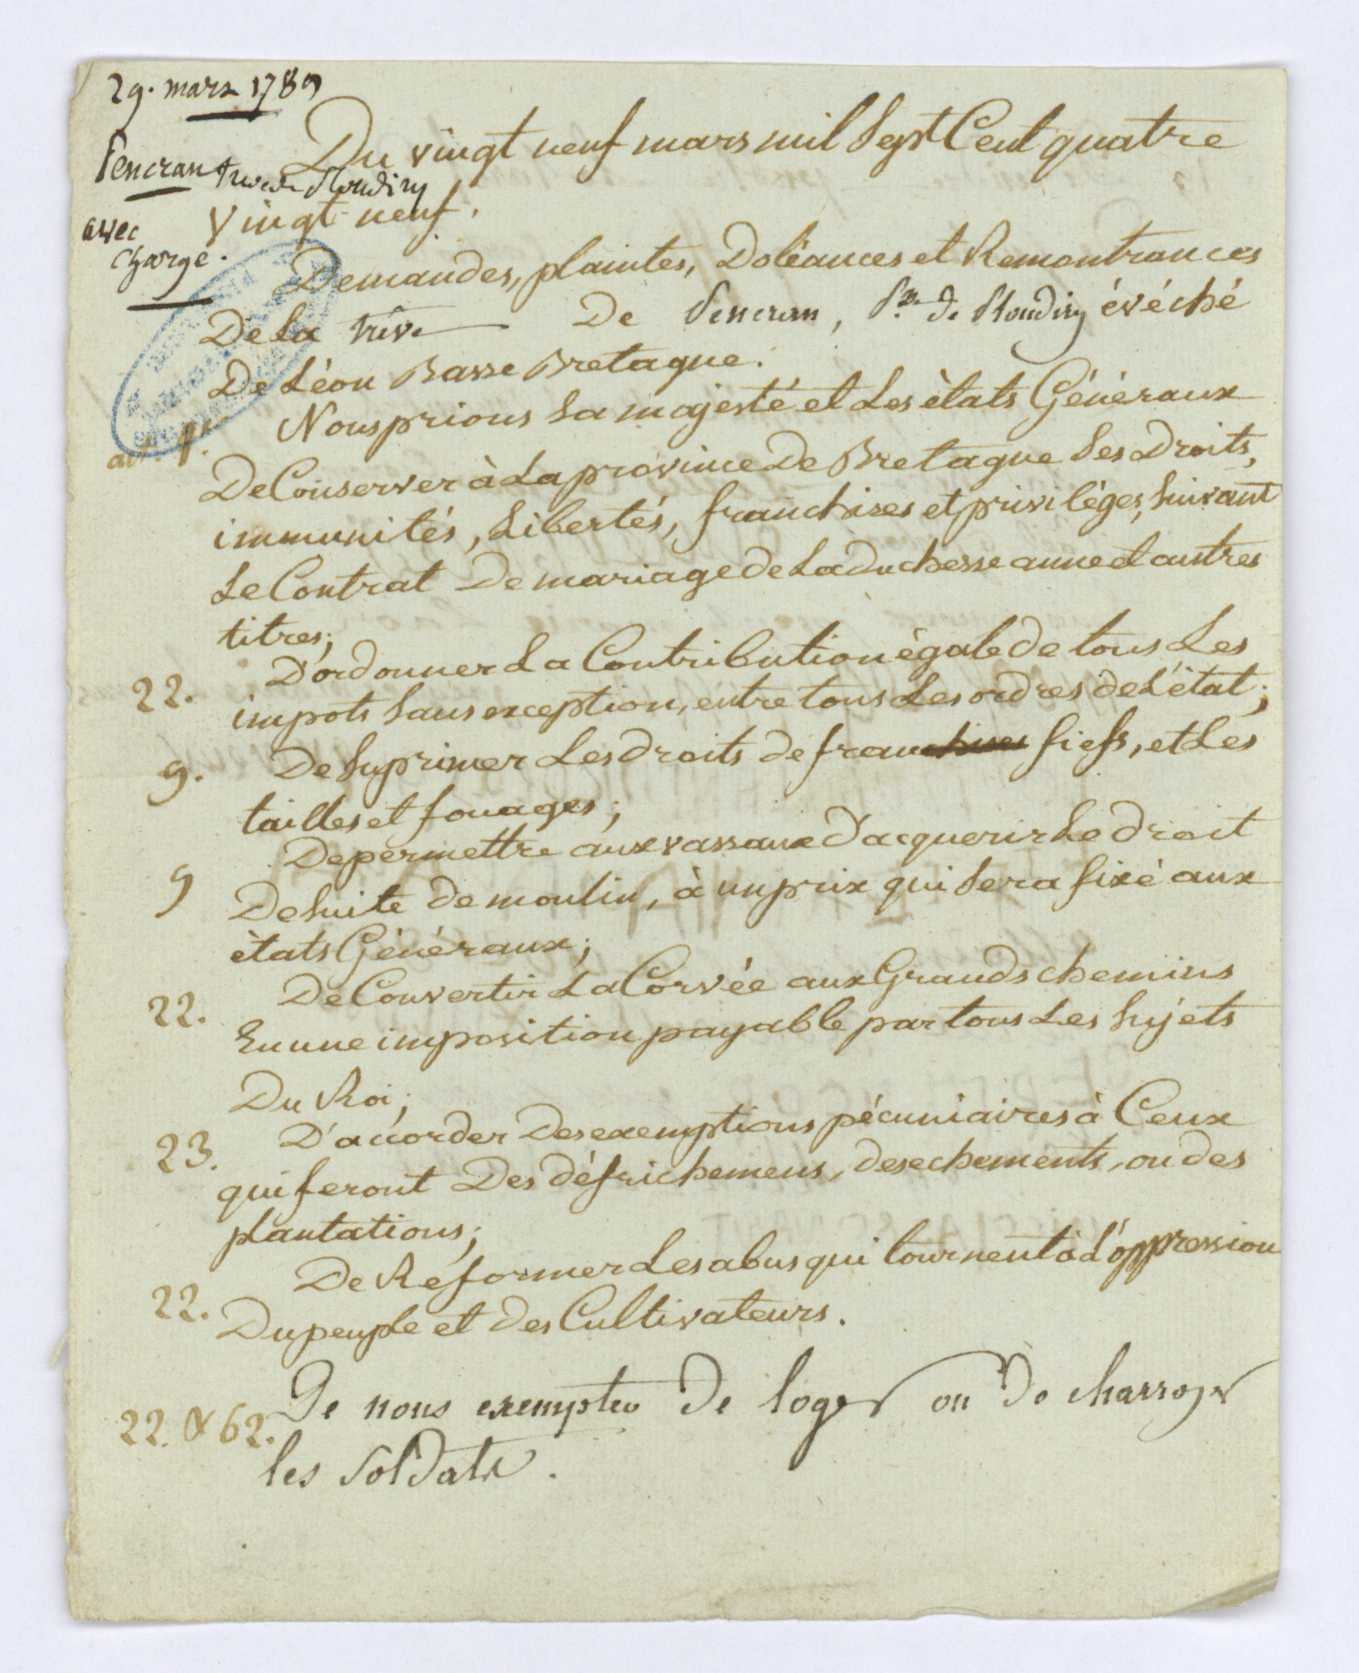 29. mars 1789
Pencran treve Ploudiry
avec
charge.
Du vingt neuf mars mil Sept Cent quatre
vingt-neuf.
Demandes, plaintes, Doléances et Remontrances
De la trêve De Pencran, Psse de Ploudiry évéché
De Léon Basse Bretagne.
art. 1er. Nous prions Sa majesté et Les ètats Généraux
De Conserver à La province De Bretagne Ses Droits,
immunités, Libertés, franchises et privilèges, Suivant
Le Contrat De mariage de La Duchesse anne et autres
titres;
22. D'ordonner La Contribution égale de tous Les
impots Sans exception, entre tous Les ordres de L'état;
9. De Suprimer Les droits de franchises fiefs, et Les
tailles et fouages;
9 De permettre aux vassaux D'acquerir Le droit
De Suite de moulin, à un prix qui Sera fixé aux
ètats Généraux;
22. De Convertir La Corvée aux Grands chemins
En une imposition payable par tous Les Sujets
Du Roi;
23. D'accorder Des exemptions pécuniaires à Ceux
qui feront Des défrichemens, desechements, ou des
plantations;
22. De Réformer Les abus qui tournent à L'oppression
Du peuple et des Cultivateurs.
22. & 62. De nous exempter De loger ou De charroyer
les Soldats.